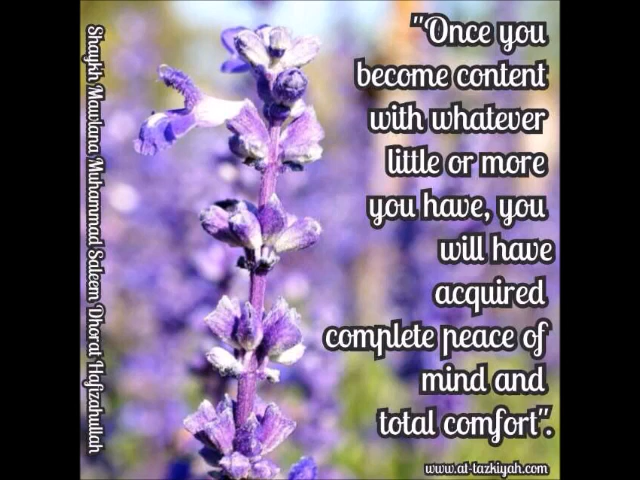 "Once you
become content
with whatever
little or more
you have, you
will have
acquired
complete peace of
mind and
total comfort".
www.at-tazkiyah.com
Shaykh Mawlana Muhammad Saleem Dhorat Hafizahullah